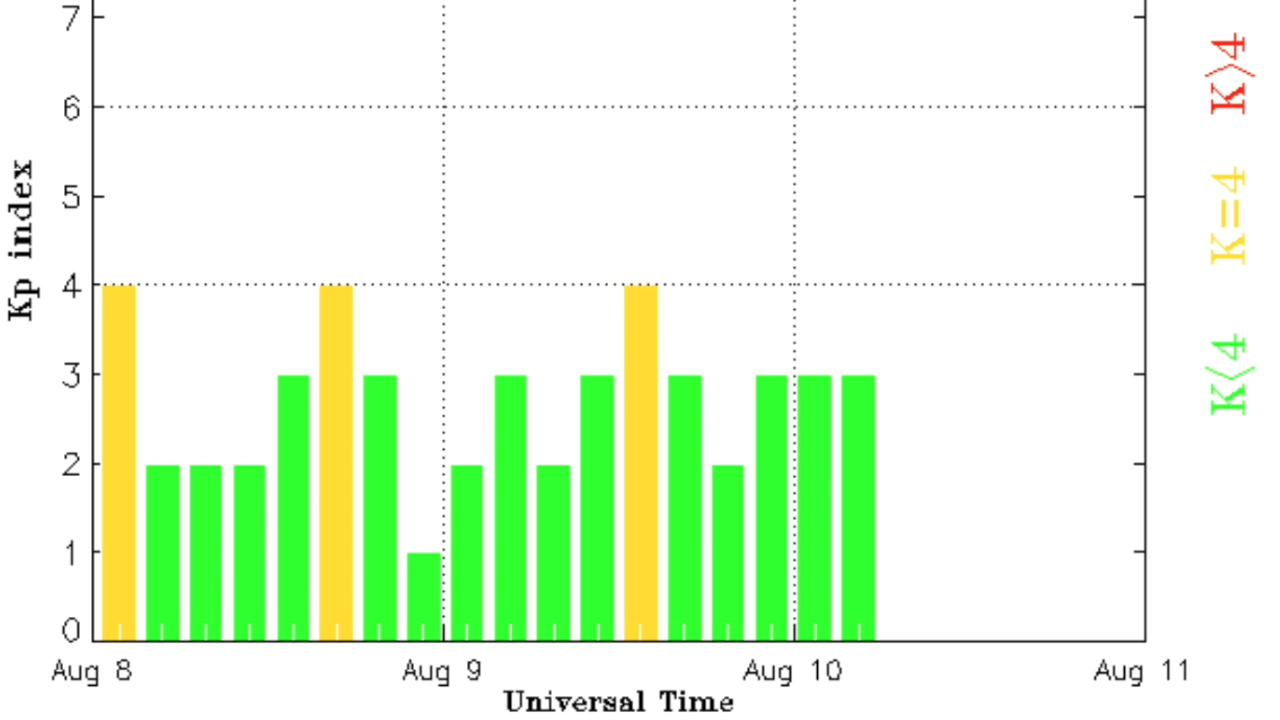 7
6
5
4
3
2
1
0
Kp index
Aug 8
Aug 9
Aug 10
Aug 11
Universal Time
K>4
K=4
K<4